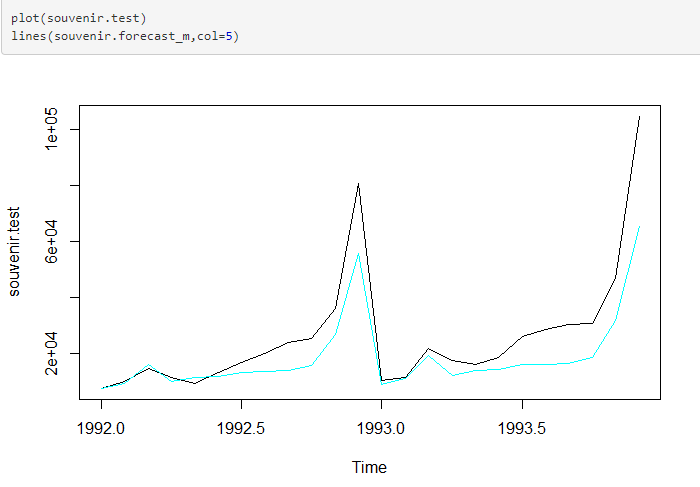 plot(souvenir.test)
lines(souvenir.forecast_m,col=5)
1e+05
6e+04
2e+04
souvenir.test
1992.0 1992.5 1993.0 1993.5
Time